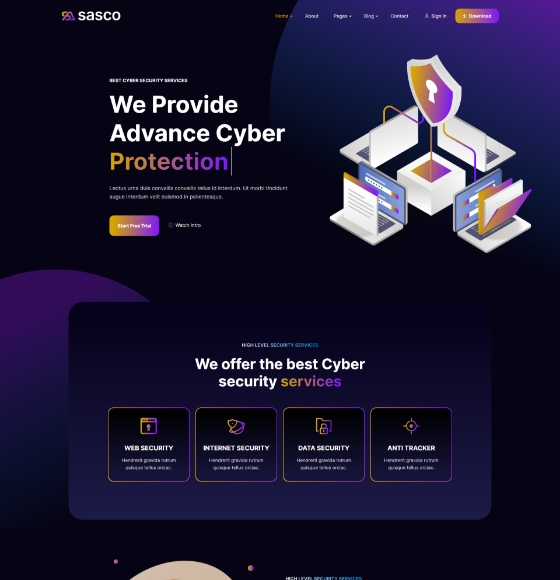 sasco
Home
About
Pages
Blog
Contact
Sign in
Download
BEST CYBER SECURITY SERVICES
We Provide
Advance Cyber
Protection
Lectus urna duis convallis convallis tellus id interdum. Ut morbi tincidunt
augue interdum velit euismod in pellentesque.
Start Free Trial
Watch Intro
HIGH LEVEL SECURITY SERVICES
We offer the best Cyber
security services
WEB SECURITY
Hendrerit gravida rutrum
quisque tellus orciac.
INTERNET SECURITY
Hendrerit gravida rutrum
quisque tellus orciac.
DATA SECURITY
Hendrerit gravida rutrum
quisque tellus orciac.
ANTI TRACKER
Hendrerit gravida rutrum
quisque tellus orciac.
HIGH LEVEL SECURITY SERVICES